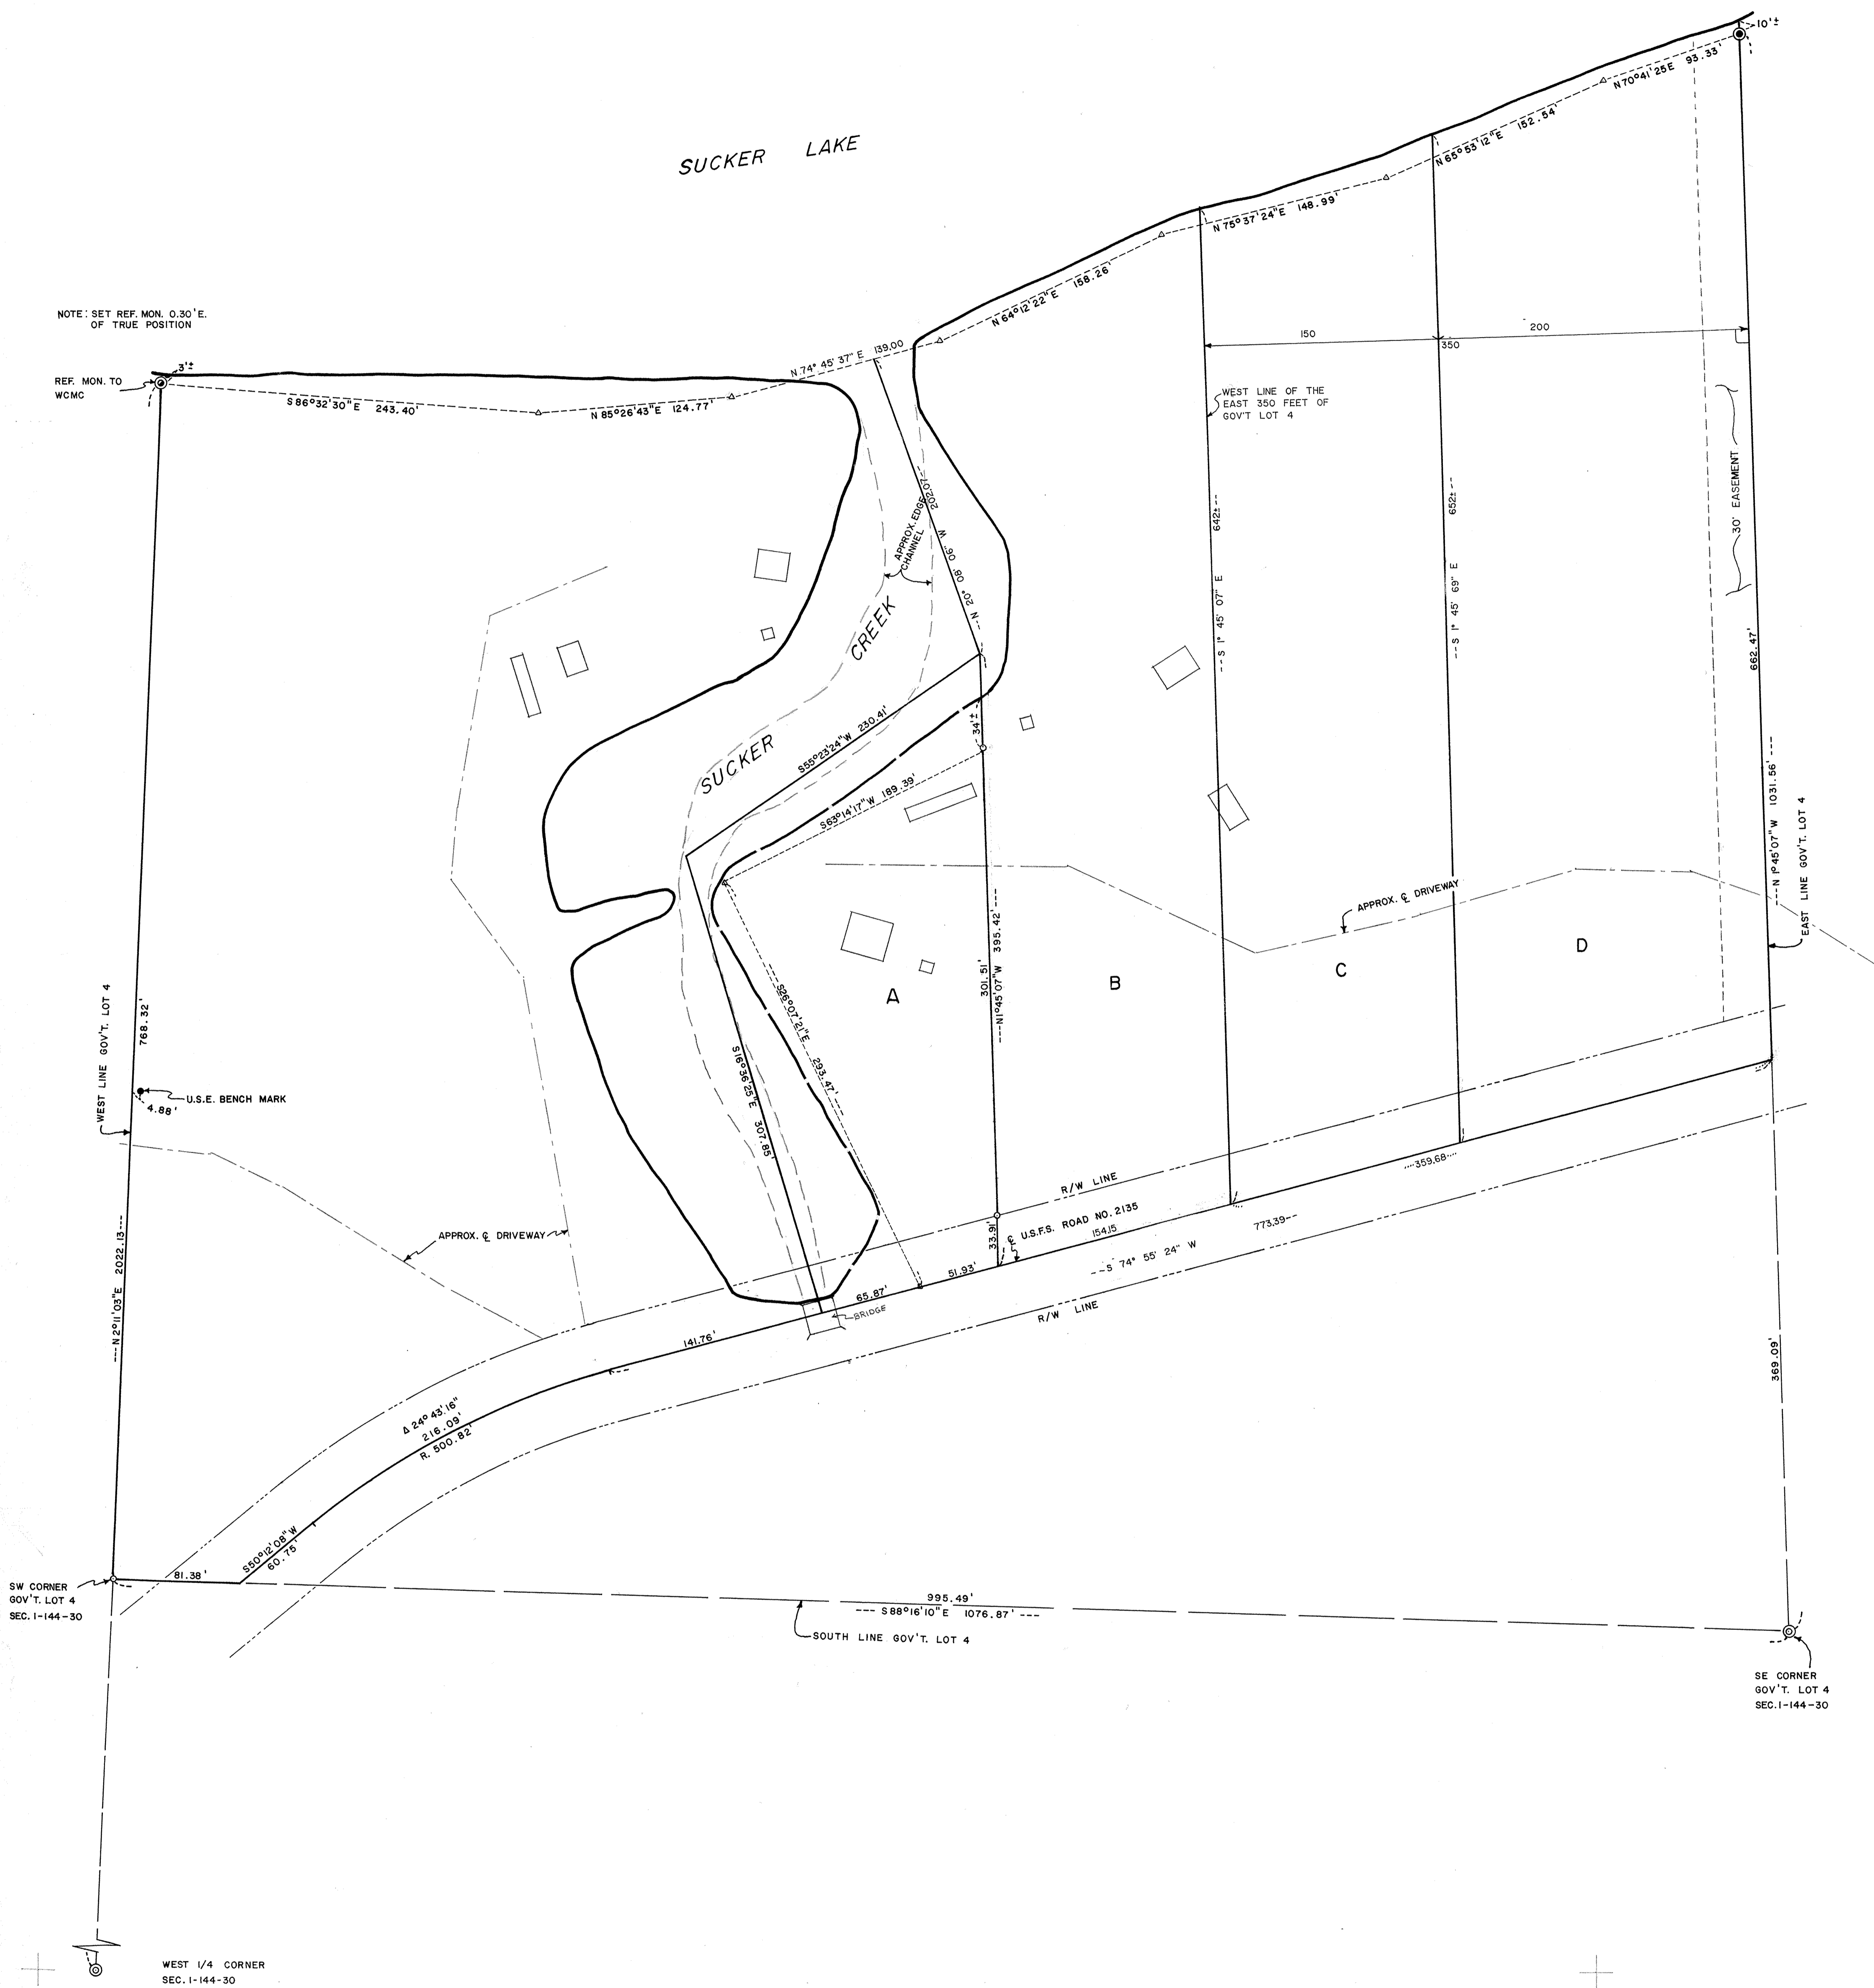 10'±
N 70°41'25E 93.33'
N 65°53'12"E 152.54'
SUCKER LAKE
N 75°37'24"E 148.99'
N 64°12'22"E 158.26'
NOTE: SET REF. MON. 0.30'E.
OF TRUE POSITION
150
200
350
N 74° 45' 37" E 139.00
3'±
REF. MON. TO
WCMC
S 86°32'30"E 243.40'
N 85°26'43"E 124.77'
WEST LINE OF THE
EAST 350 FEET OF
GOV'T LOT 4
30' EASEMENT
APPROX. EDGE
CHANNEL
--N 20° 08' 06" W 202.07--
--S 1° 45' 07" E 642±--
--S 1° 45' 69" E 652±--
662.47'
SUCKER CREEK
34'±
S55°23'24"W 230.41'
S63°14'17"W 189.39'
---N 1°45'07"W 1031.56'---
EAST LINE GOV'T. LOT 4
APPROX. ℄ DRIVEWAY
A
B
C
D
301.51'
---N1°45'07"W 395.42'---
S26°07'21"E 293.47'
S16°36'25"E 307.85'
768.32'
WEST LINE GOV'T. LOT 4
U.S.E. BENCH MARK
4.88'
APPROX. ℄ DRIVEWAY
---N 2°11'03"E 2022.13---
R/W LINE
33.91'
℄ U.S.F.S. ROAD NO. 2135
154.15
359.68
773.39--
--S 74° 55' 24" W
R/W LINE
51.93'
65.87'
BRIDGE
141.76'
369.09'
Δ 24°43'16"
216.09'
R. 500.82'
S50°12'08"W
60.75'
81.38'
SW CORNER
GOV'T. LOT 4
SEC. 1-144-30
995.49'
--- S88°16'10"E 1076.87' ---
SOUTH LINE GOV'T. LOT 4
SE CORNER
GOV'T. LOT 4
SEC. 1-144-30
WEST 1/4 CORNER
SEC. 1-144-30